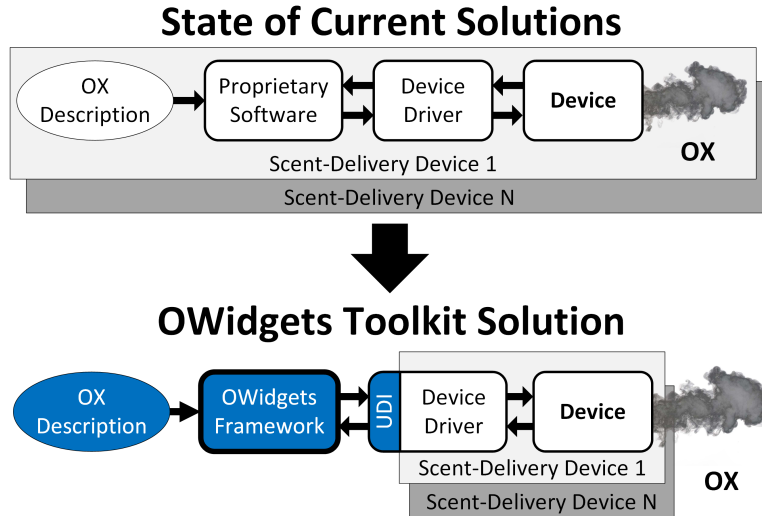 State of Current Solutions
OX
Description
Proprietary
Software
Device
Driver
Device
OX
Scent-Delivery Device 1
Scent-Delivery Device N
OWidgets Toolkit Solution
OX
Description
OWidgets
Framework
UDI
Device
Driver
Device
Scent-Delivery Device 1
OX
Scent-Delivery Device N